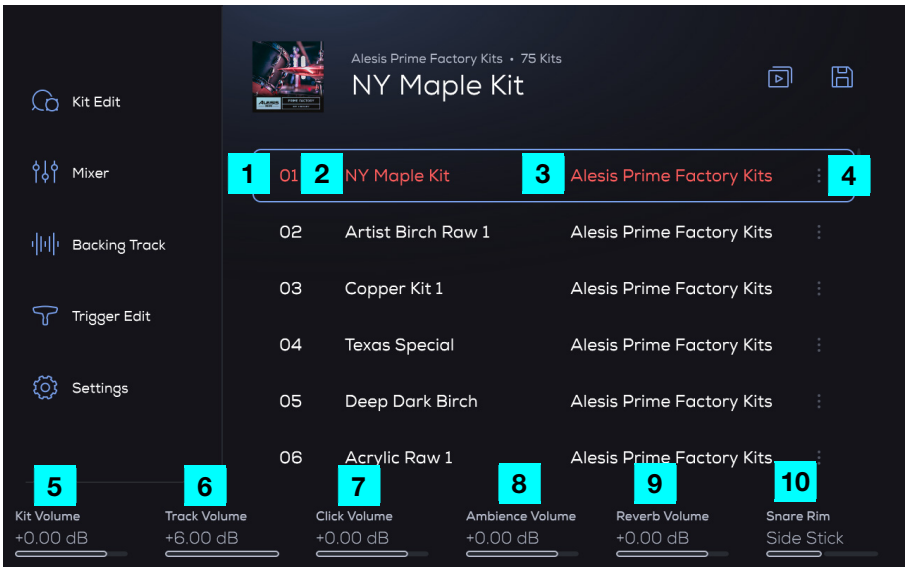 Alesis Prime Factory Kits • 75 Kits
NY Maple Kit
Kit Edit
Mixer
Backing Track
Trigger Edit
Settings
1 01 2 NY Maple Kit 3 Alesis Prime Factory Kits 4
02 Artist Birch Raw 1 Alesis Prime Factory Kits
03 Copper Kit 1 Alesis Prime Factory Kits
04 Texas Special Alesis Prime Factory Kits
05 Deep Dark Birch Alesis Prime Factory Kits
06 Acrylic Raw 1 Alesis Prime Factory Kits
5 6 7 8 9 10
Kit Volume Track Volume Click Volume Ambience Volume Reverb Volume Snare Rim
+0.00 dB +6.00 dB +0.00 dB +0.00 dB +0.00 dB Side Stick